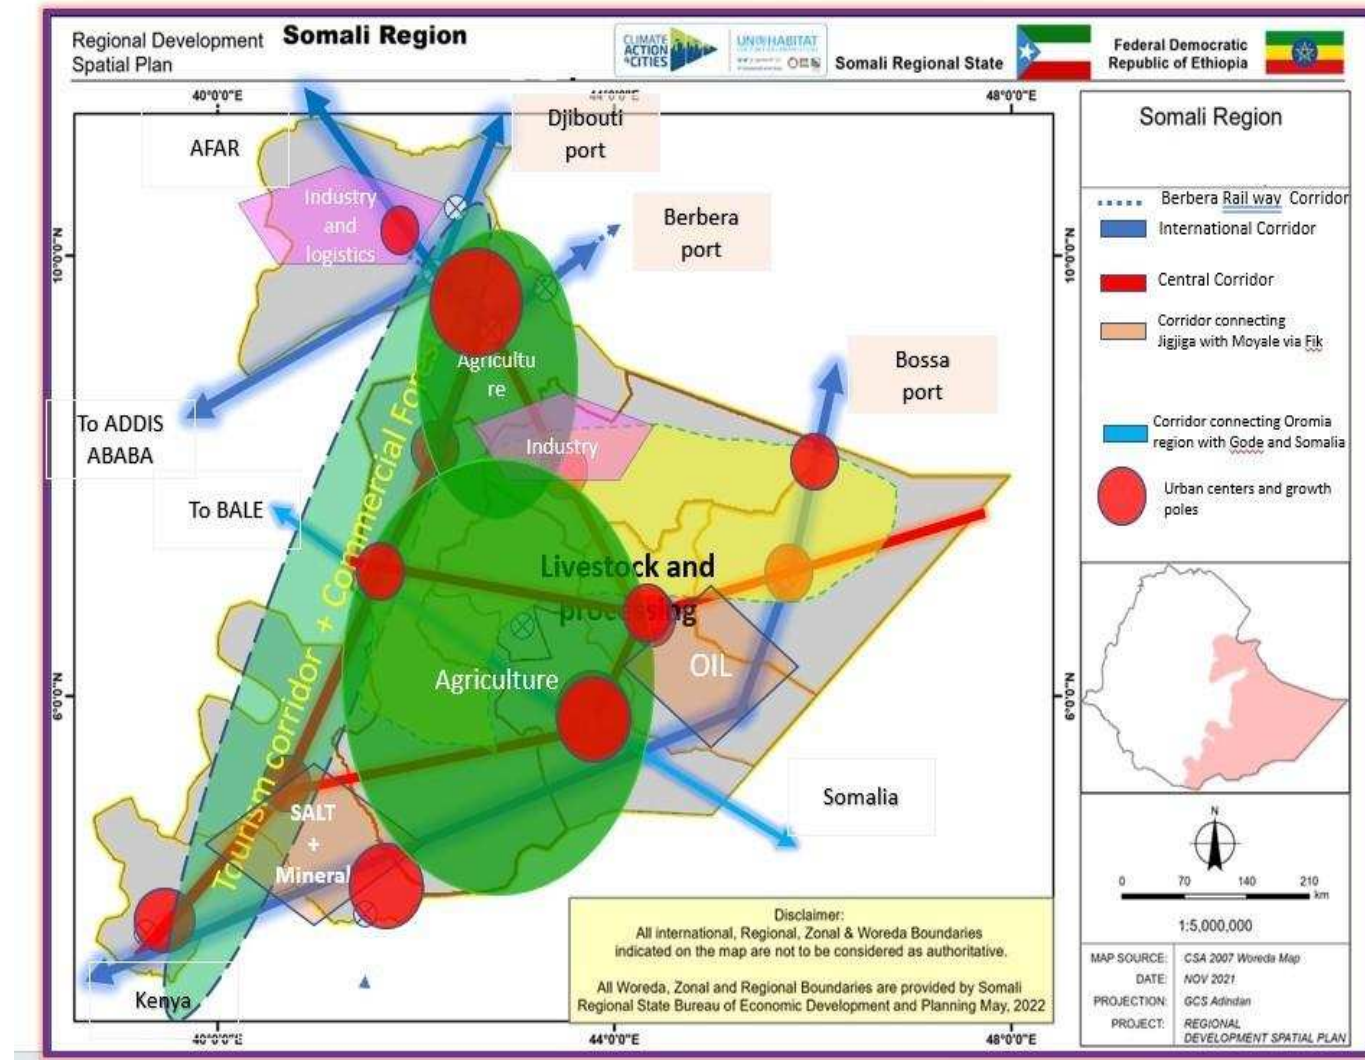 Regional Development
Spatial Plan
Somali Region
CLIMATE
ACTION
4CITIES
UN HABITAT
Somali Regional State
Federal Democratic
Republic of Ethiopia
40°0'0"E
44°0'0"E
48°0'0"E
AFAR
Djibouti
port
Industry
and
logistics
Berbera
port
10°0'0"N
10°0'0"N
Agricultu
re
Bossa
port
To ADDIS
ABABA
Industry
To BALE
Tourism corridor + Commercial Fores
Livestock and
processing
Agriculture
OIL
6°0'0"N
6°0'0"N
SALT
+
Mineral
Somalia
Kenya
40°0'0"E
44°0'0"E
48°0'0"E
Disclaimer:
All international, Regional, Zonal & Woreda Boundaries
indicated on the map are not to be considered as authoritative.
All Woreda, Zonal and Regional Boundaries are provided by Somali
Regional State Bureau of Economic Development and Planning May, 2022
Somali Region
Berbera Rail way Corridor
International Corridor
Central Corridor
Corridor connecting
Jigjiga with Moyale via Fik
Corridor connecting Oromia
region with Gode and Somalia
Urban centers and growth
poles
N
0 70 140 210
km
1:5,000,000
MAP SOURCE: CSA 2007 Woreda Map
DATE: NOV 2021
PROJECTION: GCS Adindan
PROJECT: REGIONAL
DEVELOPMENT SPATIAL PLAN